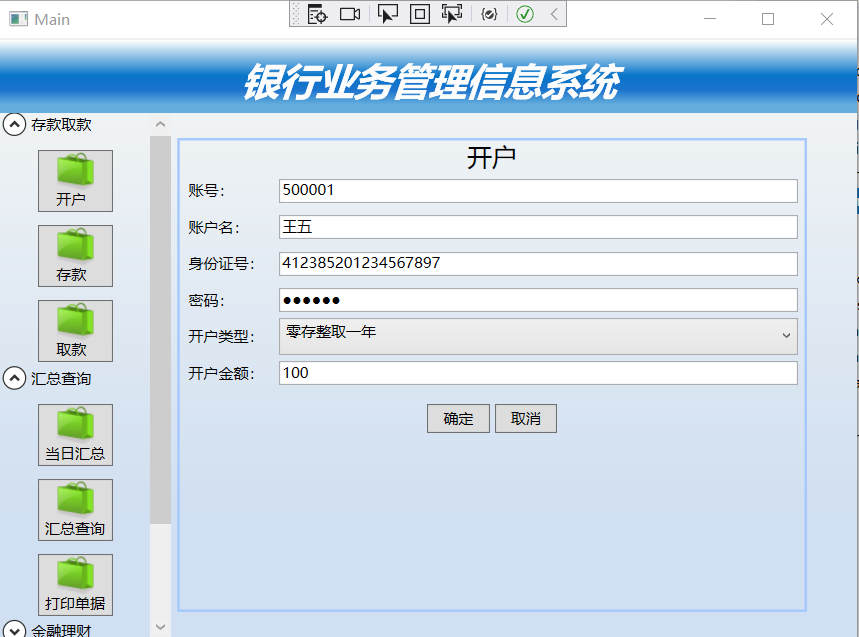 Main
银行业务管理信息系统
存款取款
开户
存款
取款
汇总查询
当日汇总
汇总查询
打印单据
金融理财
开户
账号： 500001
账户名： 王五
身份证号： 412385201234567897
密码： ●●●●●●
开户类型： 零存整取一年
开户金额： 100
确定 取消